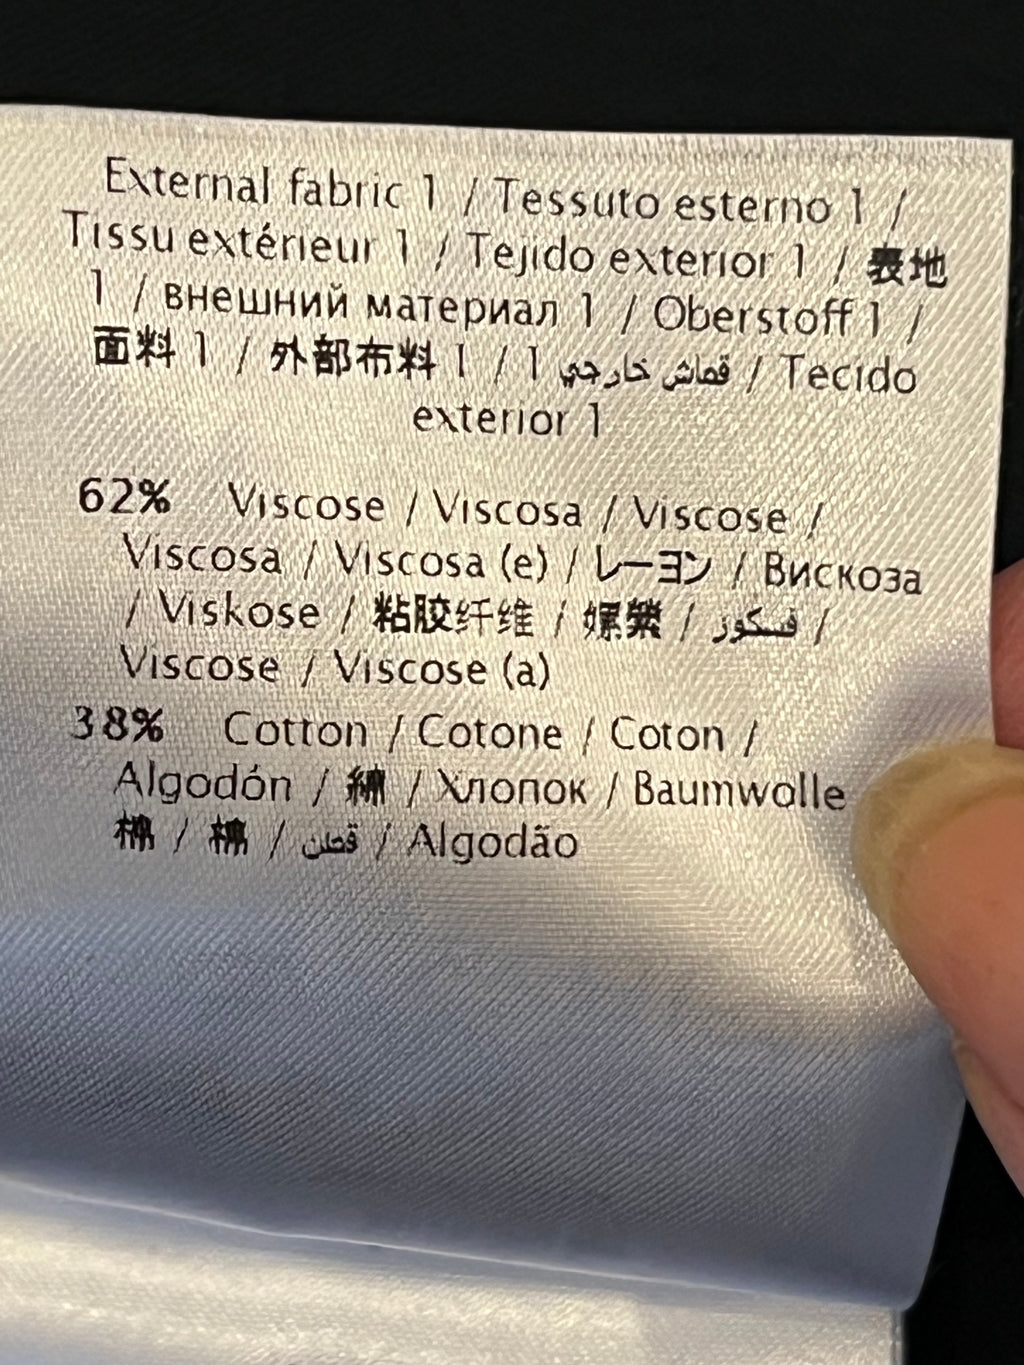 External fabric 1 / Tessuto esterno 1 /
Tissu extérieur 1 / Tejido exterior 1 / 表地
1 / внешний материал 1 / Oberstoff 1 /
面料 1 / 外部布料 1 / قماش خارجي 1 / Tecido
exterior 1
62% Viscose / Viscosa / Viscose /
Viscosa / Viscosa (e) / レーヨン / Вискоза
/ Viskose / 粘胶纤维 / 嫘縈 / فسكوز /
Viscose / Viscose (a)
38% Cotton / Cotone / Coton /
Algodón / 綿 / Хлопок / Baumwolle
棉 / 棉 / قطن / Algodão